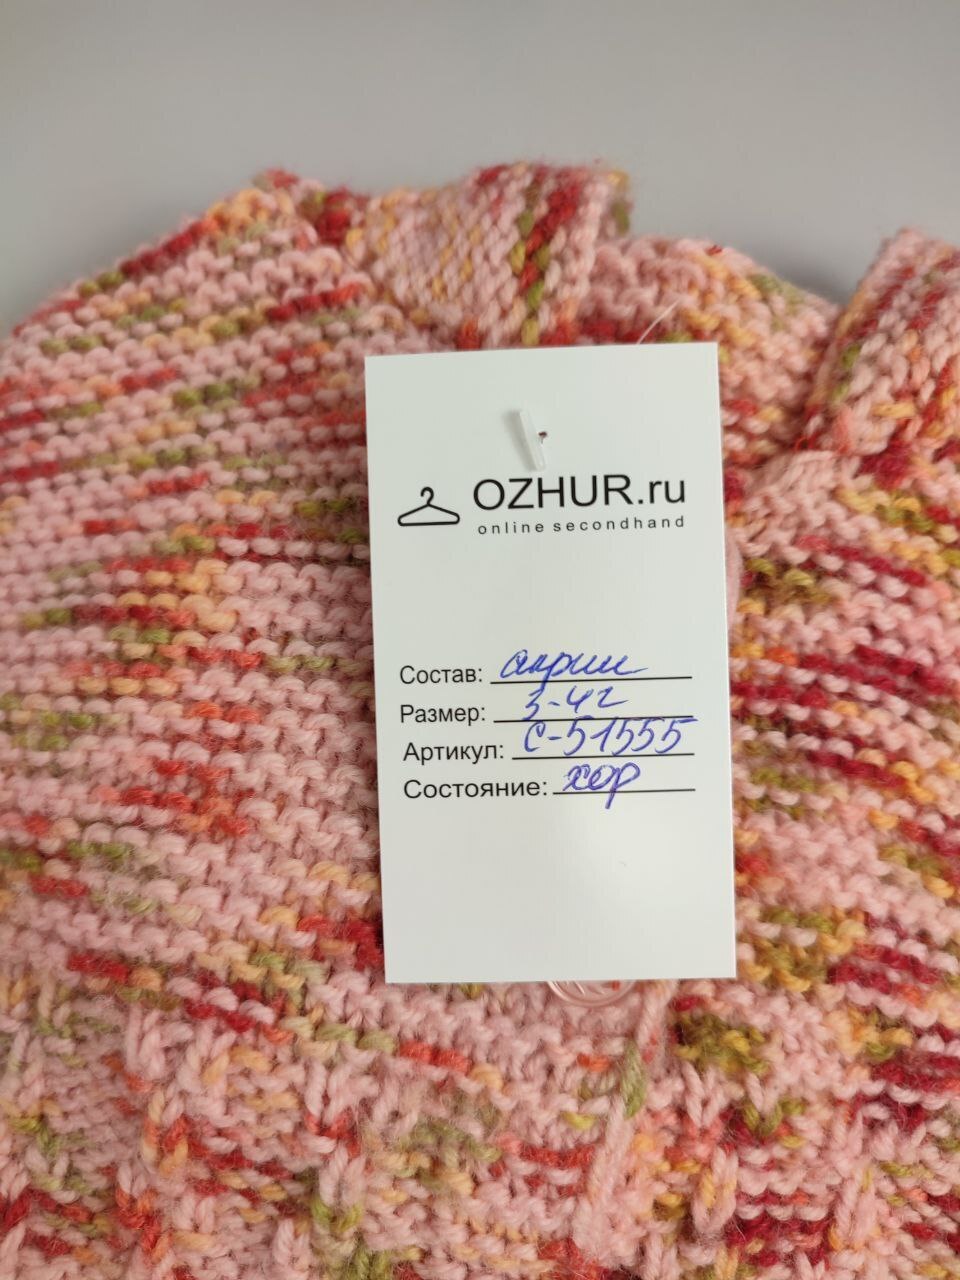 OZHUR.ru
online secondhand
Состав: акрил
Размер: 3-4г
Артикул: С-51555
Состояние: хор